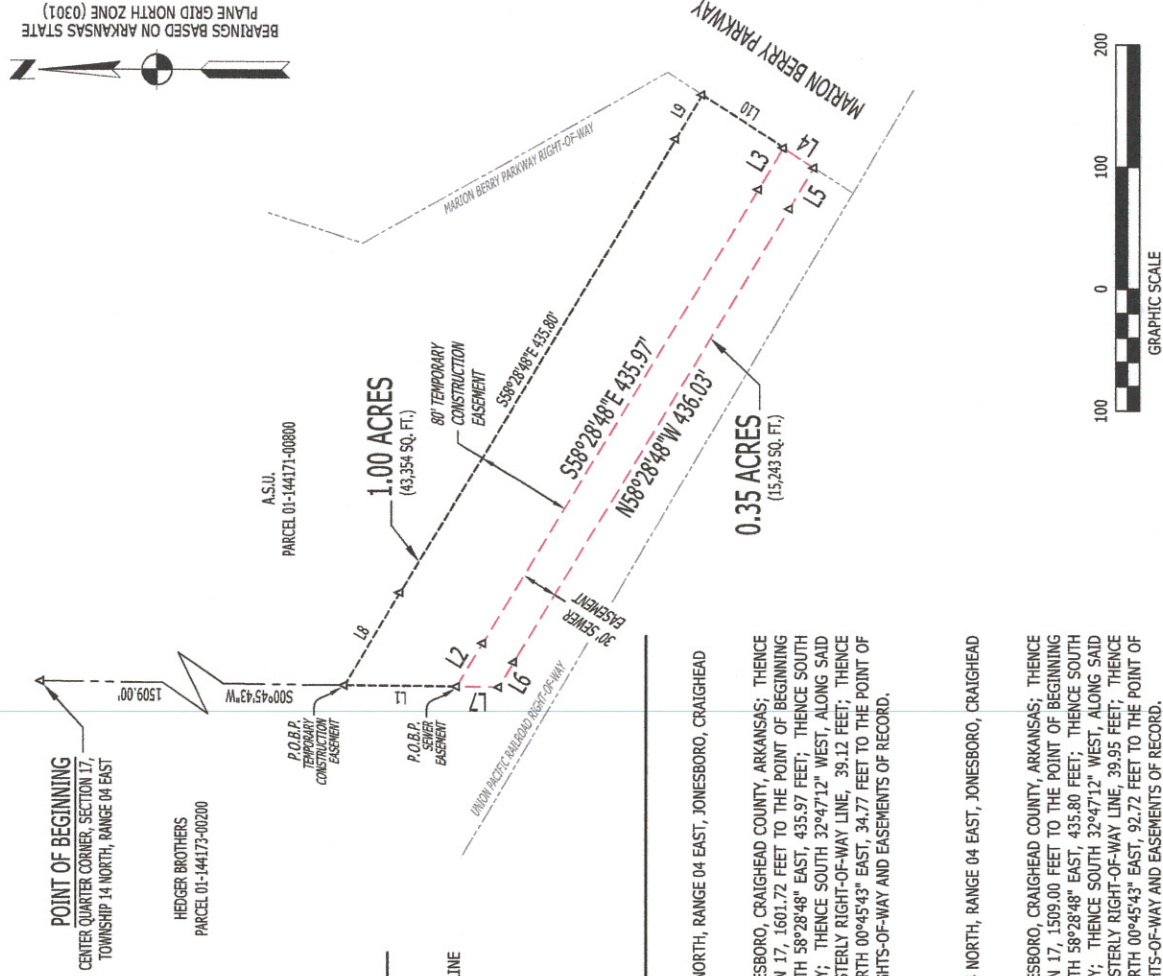 BEARINGS BASED ON ARKANSAS STATE
PLANE GRID NORTH ZONE (0301)
POINT OF BEGINNING
CENTER QUARTER CORNER, SECTION 17,
TOWNSHIP 14 NORTH, RANGE 04 EAST
HEDGER BROTHERS
PARCEL 01-144173-00200
1509.00'
S00°45'43"W
P.O.B.P.
TEMPORARY
CONSTRUCTION
EASEMENT
P.O.B.P.
SEWER
EASEMENT
A.S.U.
PARCEL 01-144171-00800
1.00 ACRES
(43,354 SQ. FT.)
80' TEMPORARY
CONSTRUCTION
EASEMENT
MARION BERRY PARKWAY RIGHT-OF-WAY
MARION BERRY PARKWAY
L8
S58°28'48"E 435.80'
L9
L10
L1
L2
S58°28'48"E 435.97'
L3
L4
L5
N58°28'48"W 436.03'
L6
L7
30' SEWER
EASEMENT
0.35 ACRES
(15,243 SQ. FT.)
UNION PACIFIC RAILROAD RIGHT-OF-WAY
100 0 100 200
GRAPHIC SCALE
LINE
NORTH, RANGE 04 EAST, JONESBORO, CRAIGHEAD
ESBORO, CRAIGHEAD COUNTY, ARKANSAS; THENCE
N 17, 1601.72 FEET TO THE POINT OF BEGINNING
TH 58°28'48" EAST, 435.97 FEET; THENCE SOUTH
Y; THENCE SOUTH 32°47'12" WEST, ALONG SAID
STERLY RIGHT-OF-WAY LINE, 39.12 FEET; THENCE
RTH 00°45'43" EAST, 34.77 FEET TO THE POINT OF
GHTS-OF-WAY AND EASEMENTS OF RECORD.
NORTH, RANGE 04 EAST, JONESBORO, CRAIGHEAD
ESBORO, CRAIGHEAD COUNTY, ARKANSAS; THENCE
N 17, 1509.00 FEET TO THE POINT OF BEGINNING
TH 58°28'48" EAST, 435.80 FEET; THENCE SOUTH
Y; THENCE SOUTH 32°47'12" WEST, ALONG SAID
STERLY RIGHT-OF-WAY LINE, 39.95 FEET; THENCE
RTH 00°45'43" EAST, 92.72 FEET TO THE POINT OF
HTS-OF-WAY AND EASEMENTS OF RECORD.